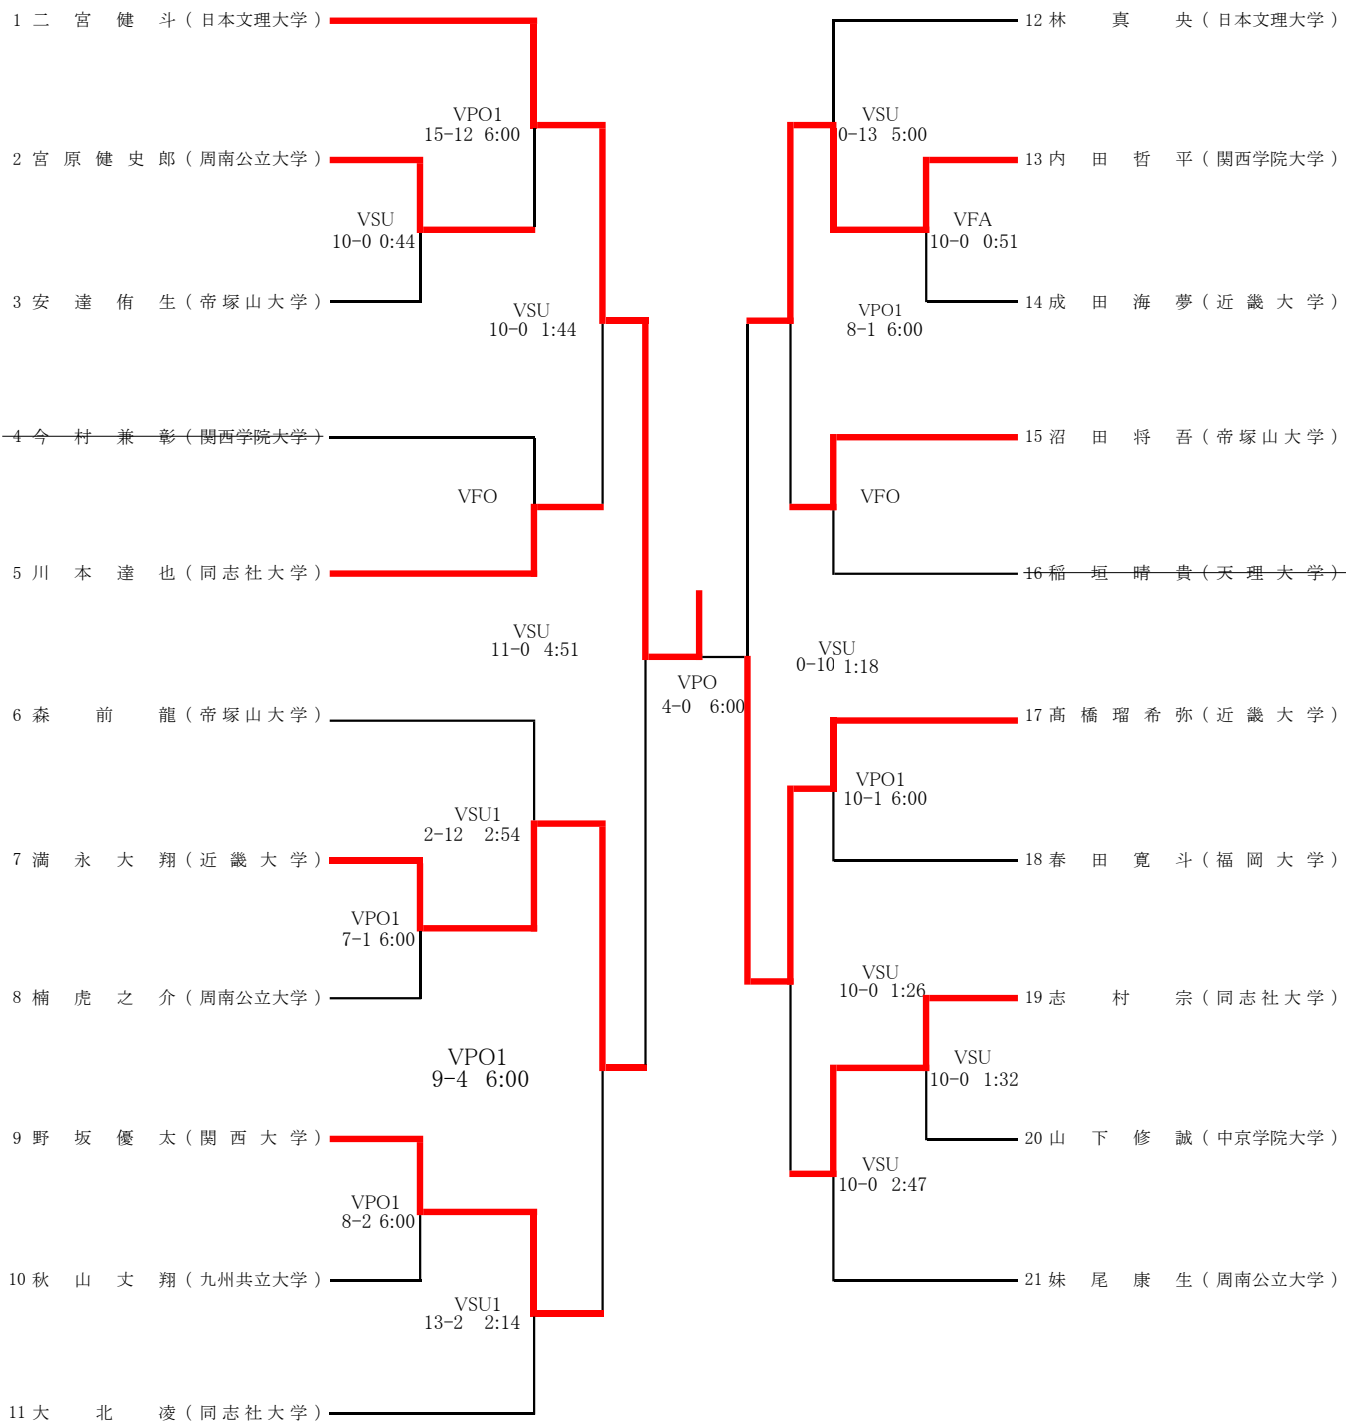 1 二宮健斗(日本文理大学)
VPO1
15-12 6:00
2 宮原健史郎(周南公立大学)
VSU
10-0 0:44
3 安達侑生(帝塚山大学)
VSU
10-0 1:44
4 今村兼彰(関西学院大学)
VFO
5 川本達也(同志社大学)
VSU
11-0 4:51
6 森前龍(帝塚山大学)
VSU1
2-12 2:54
7 満永大翔(近畿大学)
VPO1
7-1 6:00
8 楠虎之介(周南公立大学)
VPO1
9-4 6:00
9 野坂優太(関西大学)
VPO1
8-2 6:00
10 秋山丈翔(九州共立大学)
VSU1
13-2 2:14
11 大北凌(同志社大学)
VPO
4-0 6:00
12 林真央(日本文理大学)
VSU
0-13 5:00
13 内田哲平(関西学院大学)
VFA
10-0 0:51
14 成田海夢(近畿大学)
VPO1
8-1 6:00
15 沼田将吾(帝塚山大学)
VFO
16 稲垣晴貴(天理大学)
VSU
0-10 1:18
17 髙橋瑠希弥(近畿大学)
VPO1
10-1 6:00
18 春田寛斗(福岡大学)
VSU
10-0 1:26
19 志村宗(同志社大学)
VSU
10-0 1:32
20 山下修誠(中京学院大学)
VSU
10-0 2:47
21 妹尾康生(周南公立大学)